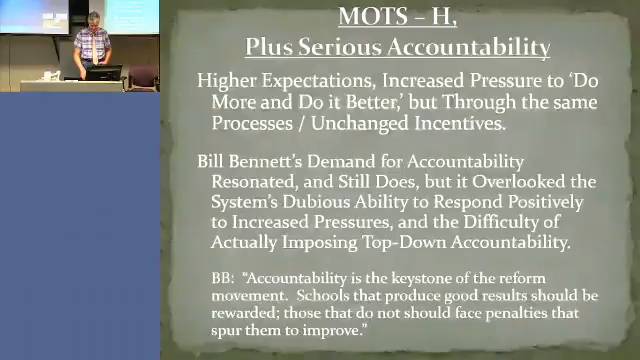 MOTS – H,
Plus Serious Accountability
Higher Expectations, Increased Pressure to ‘Do
More and Do it Better,’ but Through the same
Processes / Unchanged Incentives.
Bill Bennett’s Demand for Accountability
Resonated, and Still Does, but it Overlooked the
System’s Dubious Ability to Respond Positively
to Increased Pressures, and the Difficulty of
Actually Imposing Top-Down Accountability.
BB: “Accountability is the keystone of the reform
movement. Schools that produce good results should be
rewarded; those that do not should face penalties that
spur them to improve.”